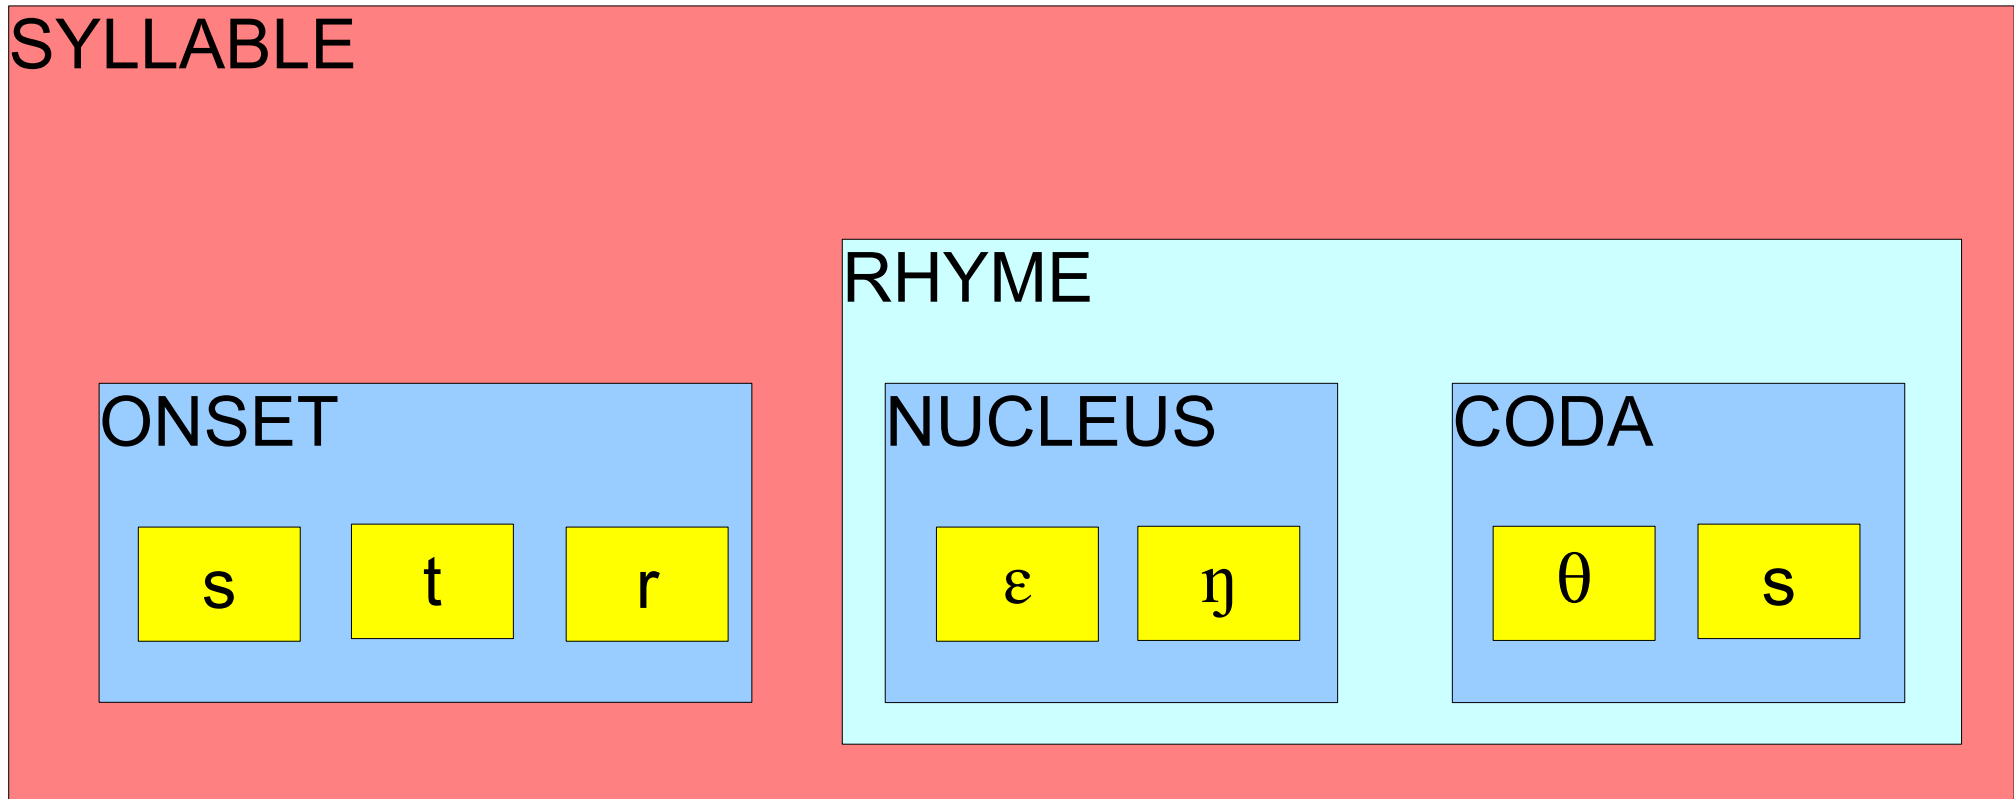 SYLLABLE
RHYME
ONSET
NUCLEUS
CODA
s t r ε ŋ θ s